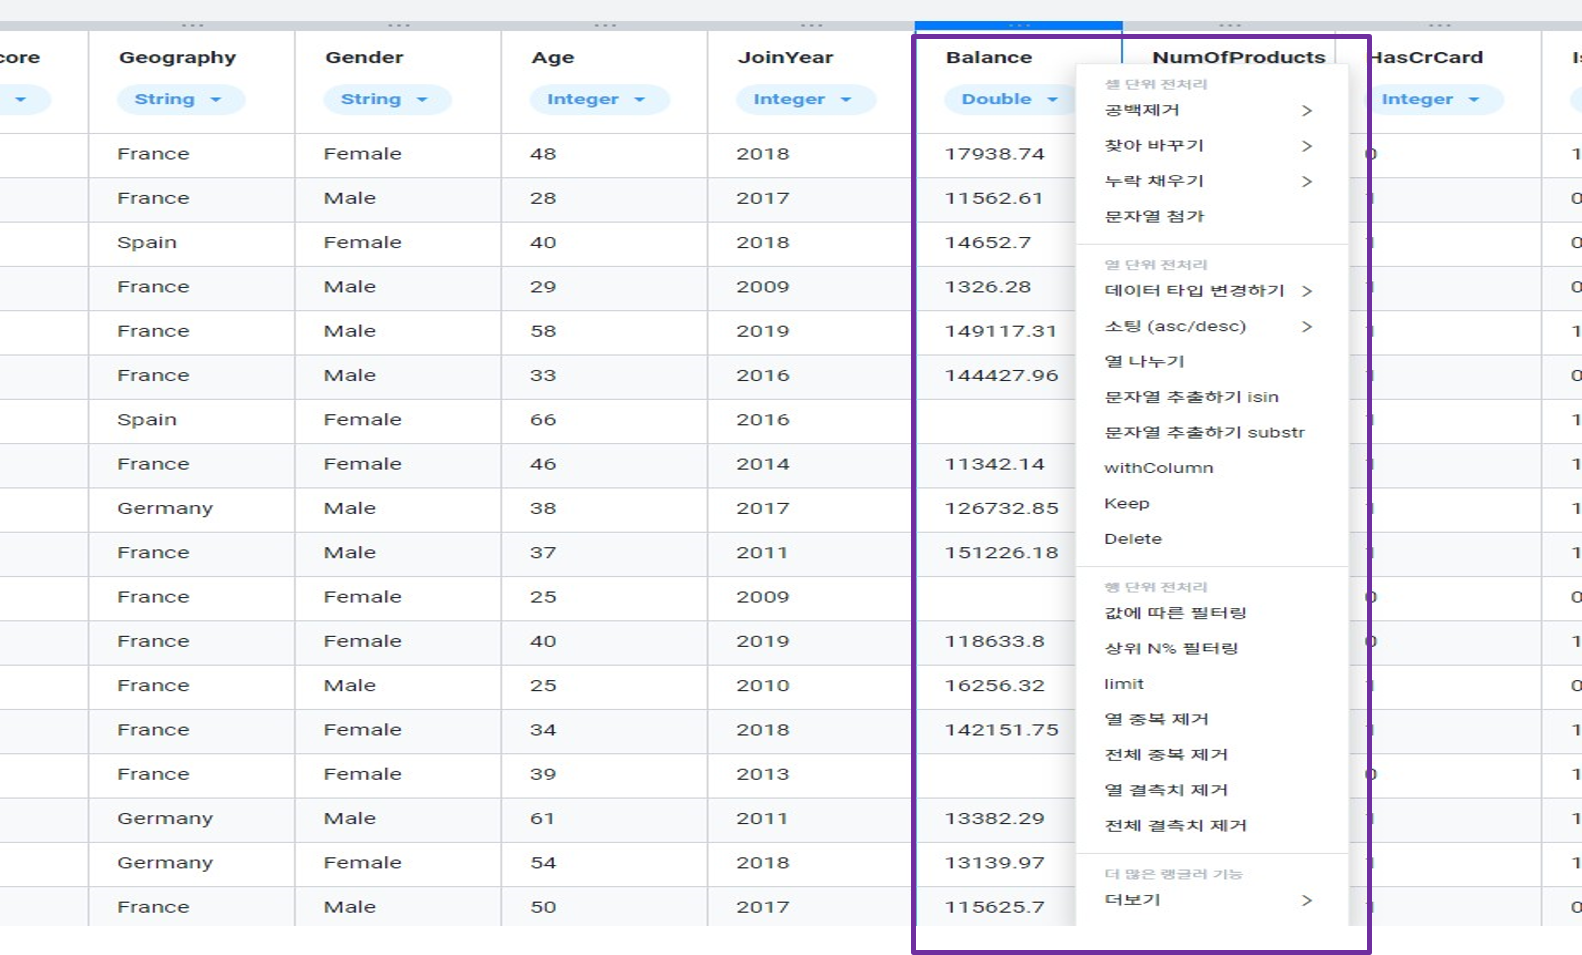 core Geography Gender Age JoinYear Balance NumOfProducts HasCrCard Is
String String Integer Integer Double Integer
France Female 48 2018 17938.74 0 1
France Male 28 2017 11562.61 1 0
Spain Female 40 2018 14652.7 1 0
France Male 29 2009 1326.28 1 0
France Male 58 2019 149117.31 1 1
France Male 33 2016 144427.96 1 0
Spain Female 66 2016 1 1
France Female 46 2014 11342.14 1 1
Germany Male 38 2017 126732.85 1 1
France Male 37 2011 151226.18 1 1
France Female 25 2009 0 0
France Female 40 2019 118633.8 0 1
France Male 25 2010 16256.32 1 0
France Female 34 2018 142151.75 1 1
France Female 39 2013 0 1
Germany Male 61 2011 13382.29 1 1
Germany Female 54 2018 13139.97 1 1
France Male 50 2017 115625.7 1 0
셀 단위 전처리
공백제거 >
찾아 바꾸기 >
누락 채우기 >
문자열 첨가
열 단위 전처리
데이터 타입 변경하기 >
소팅 (asc/desc) >
열 나누기
문자열 추출하기 isin
문자열 추출하기 substr
withColumn
Keep
Delete
행 단위 전처리
값에 따른 필터링
상위 N% 필터링
limit
열 중복 제거
전체 중복 제거
열 결측치 제거
전체 결측치 제거
더 많은 랭글러 기능
더보기 >